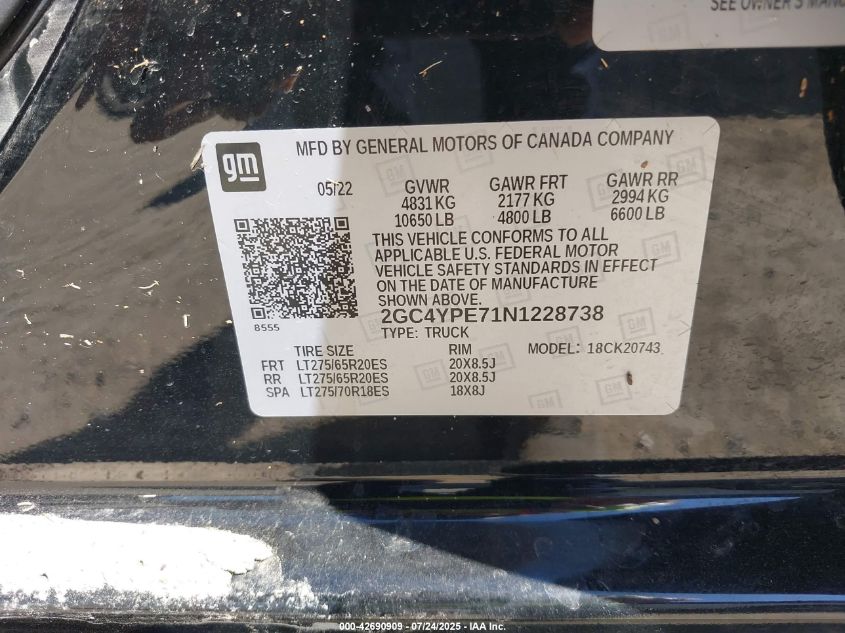 SEE OWNER'S MANU
gm
MFD BY GENERAL MOTORS OF CANADA COMPANY
05/22 GVWR GAWR FRT GAWR RR
4831 KG 2177 KG 2994 KG
10650 LB 4800 LB 6600 LB
THIS VEHICLE CONFORMS TO ALL
APPLICABLE U.S. FEDERAL MOTOR
VEHICLE SAFETY STANDARDS IN EFFECT
ON THE DATE OF MANUFACTURE
SHOWN ABOVE.
8555
2GC4YPE71N1228738
TYPE: TRUCK
TIRE SIZE RIM MODEL: 18CK20743
FRT LT275/65R20ES 20X8.5J
RR LT275/65R20ES 20X8.5J
SPA LT275/70R18ES 18X8J
000-42690909 - 07/24/2025 - IAA Inc.